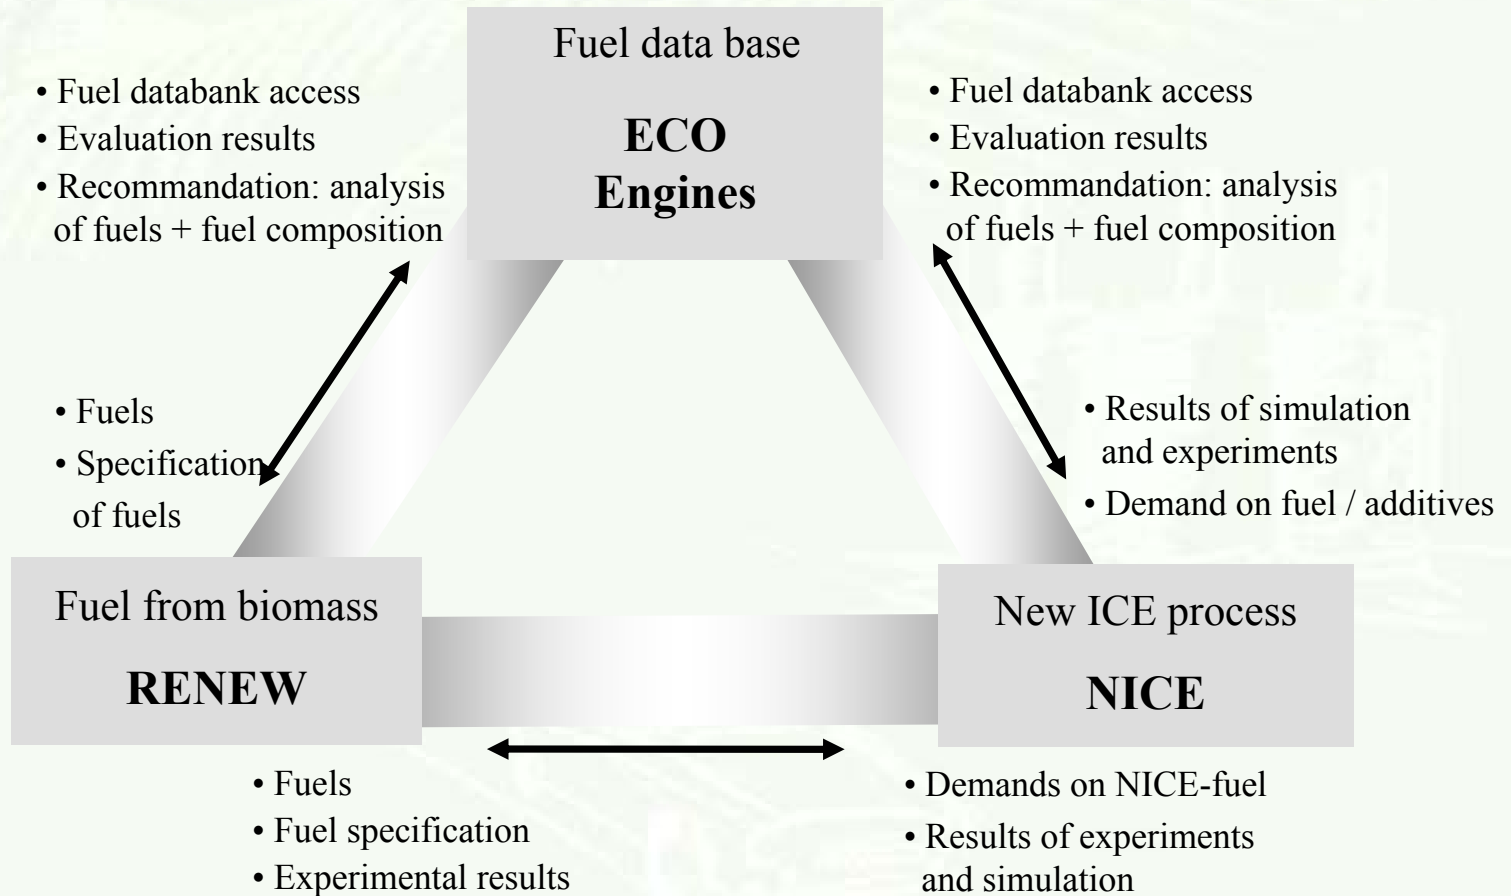 Fuel data base
ECO
Engines
• Fuel databank access
• Evaluation results
• Recommandation: analysis
of fuels + fuel composition
• Fuel databank access
• Evaluation results
• Recommandation: analysis
of fuels + fuel composition
• Fuels
• Specification
of fuels
• Results of simulation
and experiments
• Demand on fuel / additives
Fuel from biomass
RENEW
New ICE process
NICE
• Fuels
• Fuel specification
• Experimental results
• Demands on NICE-fuel
• Results of experiments
and simulation